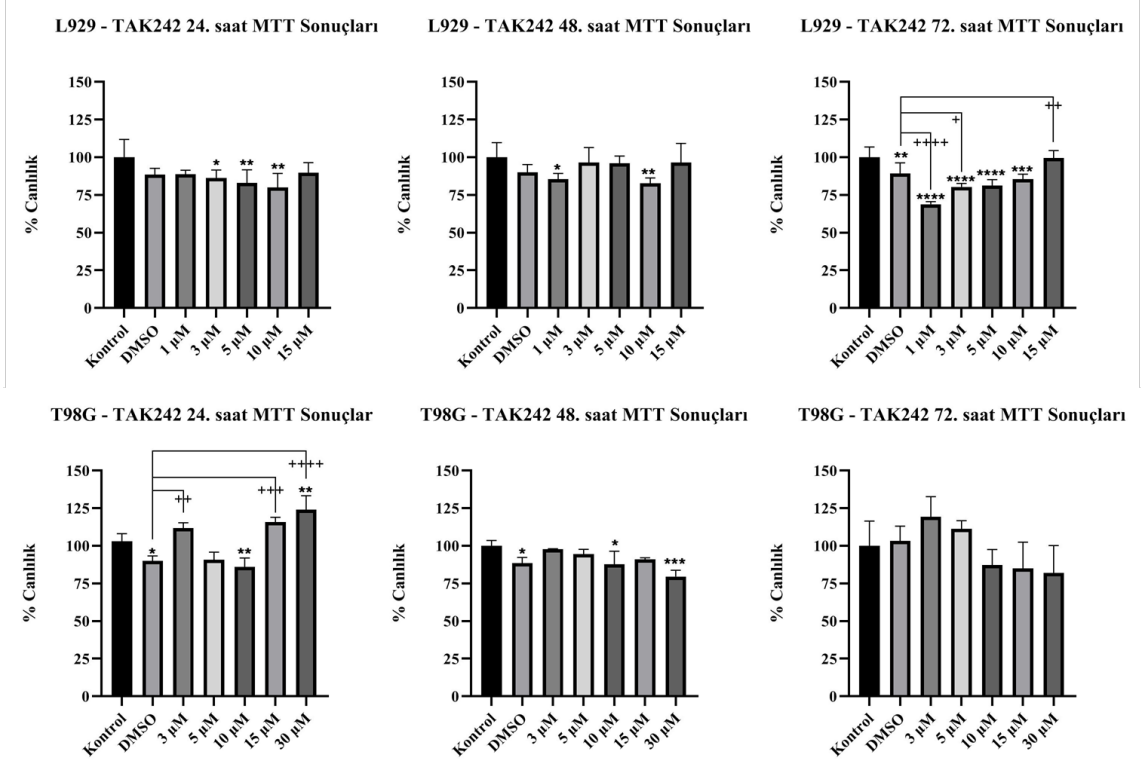 L929 - TAK242 24. saat MTT Sonuçları
% Canlılık
150
100
75
50
25
0
*
**
**
Kontrol
DMSO
1 µM
3 µM
5 µM
10 µM
15 µM
L929 - TAK242 48. saat MTT Sonuçları
% Canlılık
150
125
100
75
50
25
0
*
**
Kontrol
DMSO
1 µM
3 µM
5 µM
10 µM
15 µM
L929 - TAK242 72. saat MTT Sonuçları
% Canlılık
150
125
100
75
50
25
0
++
+
++++
**
****
****
****
***
Kontrol
DMSO
1 µM
3 µM
5 µM
10 µM
15 µM
T98G - TAK242 24. saat MTT Sonuçlar
% Canlılık
150
125
100
75
50
25
0
++++
++
+++
**
*
**
Kontrol
DMSO
3 µM
5 µM
10 µM
15 µM
30 µM
T98G - TAK242 48. saat MTT Sonuçları
% Canlılık
150
125
100
75
50
25
0
*
*
***
Kontrol
DMSO
3 µM
5 µM
10 µM
15 µM
30 µM
T98G - TAK242 72. saat MTT Sonuçları
% Canlılık
150
125
100
75
50
25
0
Kontrol
DMSO
3 µM
5 µM
10 µM
15 µM
30 µM